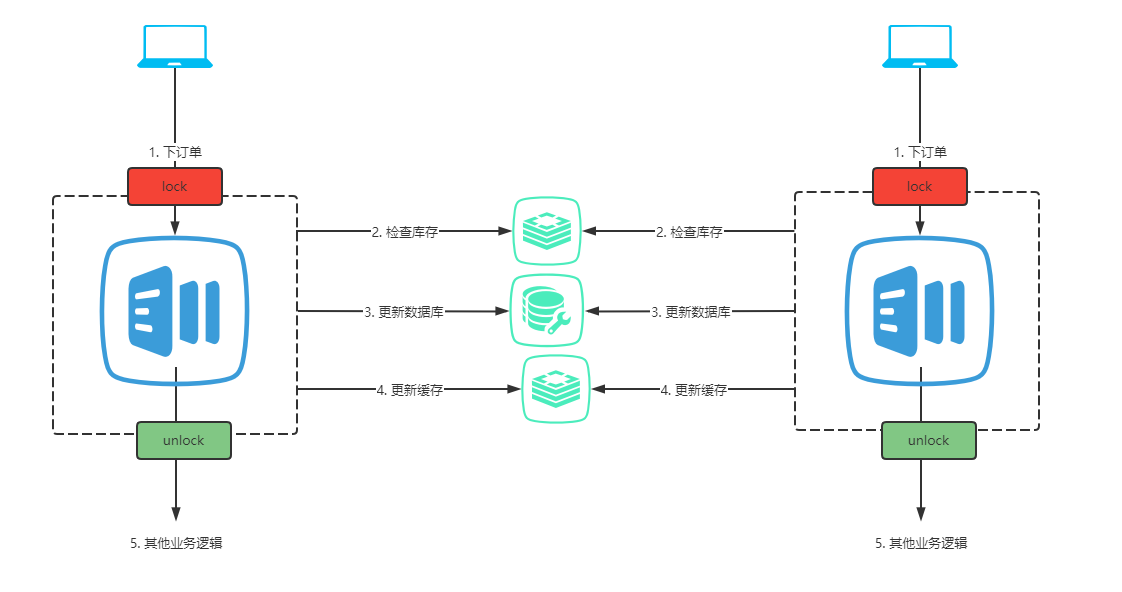 1. 下订单
1. 下订单
lock
lock
2. 检查库存
2. 检查库存
3. 更新数据库
3. 更新数据库
4. 更新缓存
4. 更新缓存
unlock
unlock
5. 其他业务逻辑
5. 其他业务逻辑